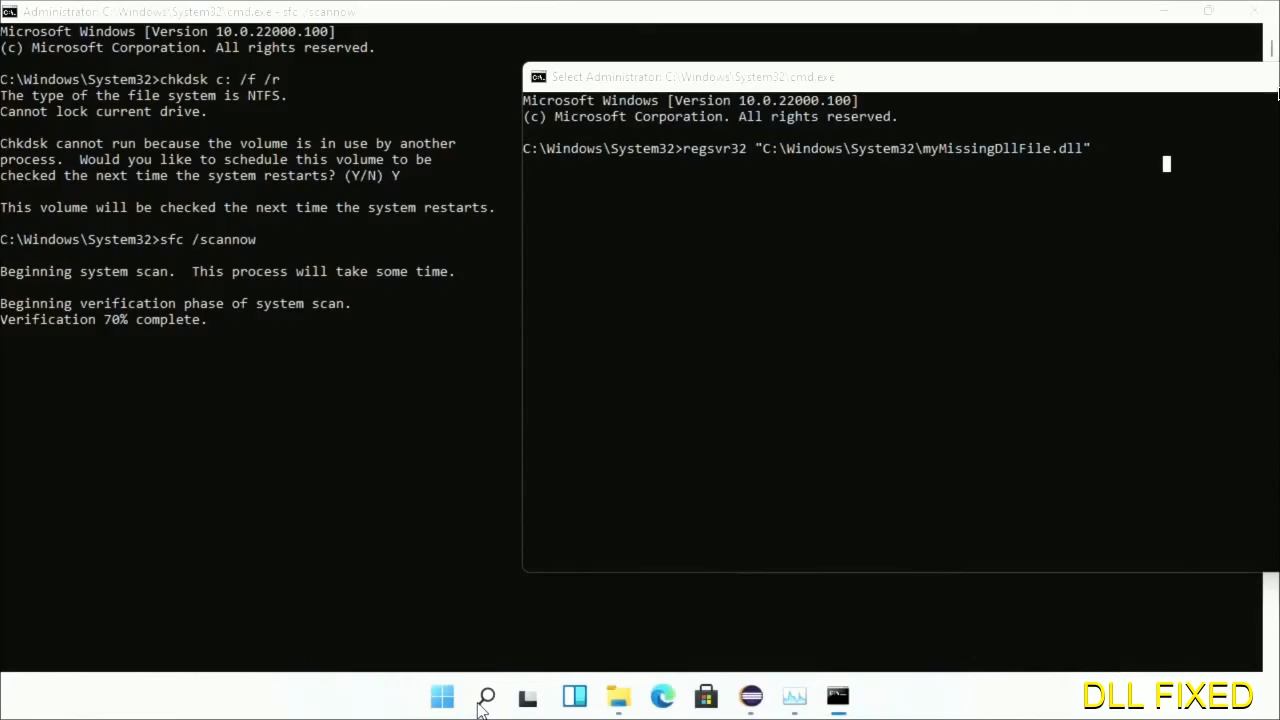 Administrator: C:\Windows\System32\cmd.exe - sfc /scannow
Microsoft Windows [Version 10.0.22000.100]
(c) Microsoft Corporation. All rights reserved.
C:\Windows\System32>chkdsk c: /f /r
The type of the file system is NTFS.
Cannot lock current drive.
Chkdsk cannot run because the volume is in use by another
process.  Would you like to schedule this volume to be
checked the next time the system restarts? (Y/N) Y
This volume will be checked the next time the system restarts.
C:\Windows\System32>sfc /scannow
Beginning system scan.  This process will take some time.
Beginning verification phase of system scan.
Verification 70% complete.
Select Administrator: C:\Windows\System32\cmd.exe
Microsoft Windows [Version 10.0.22000.100]
(c) Microsoft Corporation. All rights reserved.
C:\Windows\System32>regsvr32 "C:\Windows\System32\myMissingDllFile.dll"
DLL FIXED